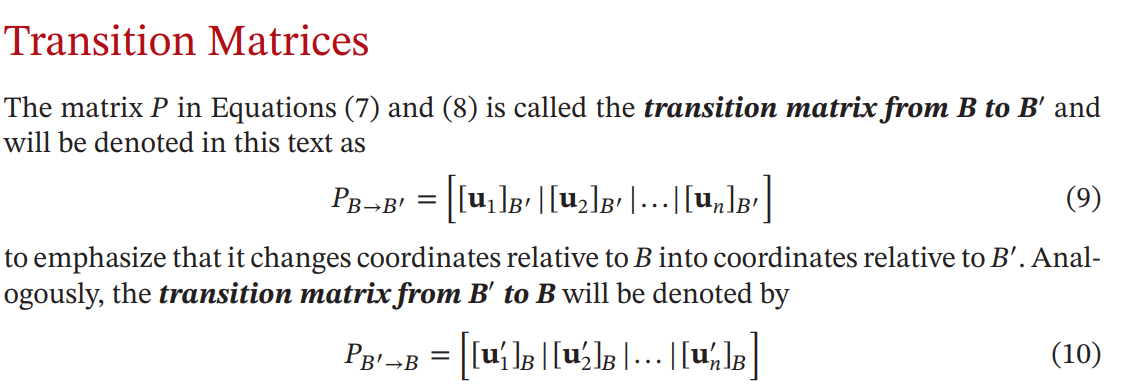 Transition Matrices
The matrix P in Equations (7) and (8) is called the transition matrix from B to B′ and
will be denoted in this text as
P_{B→B′} = [[u₁]_{B′} | [u₂]_{B′} | … | [uₙ]_{B′}] (9)
to emphasize that it changes coordinates relative to B into coordinates relative to B′. Anal-
ogously, the transition matrix from B′ to B will be denoted by
P_{B′→B} = [[u′₁]_B | [u′₂]_B | … | [u′ₙ]_B] (10)